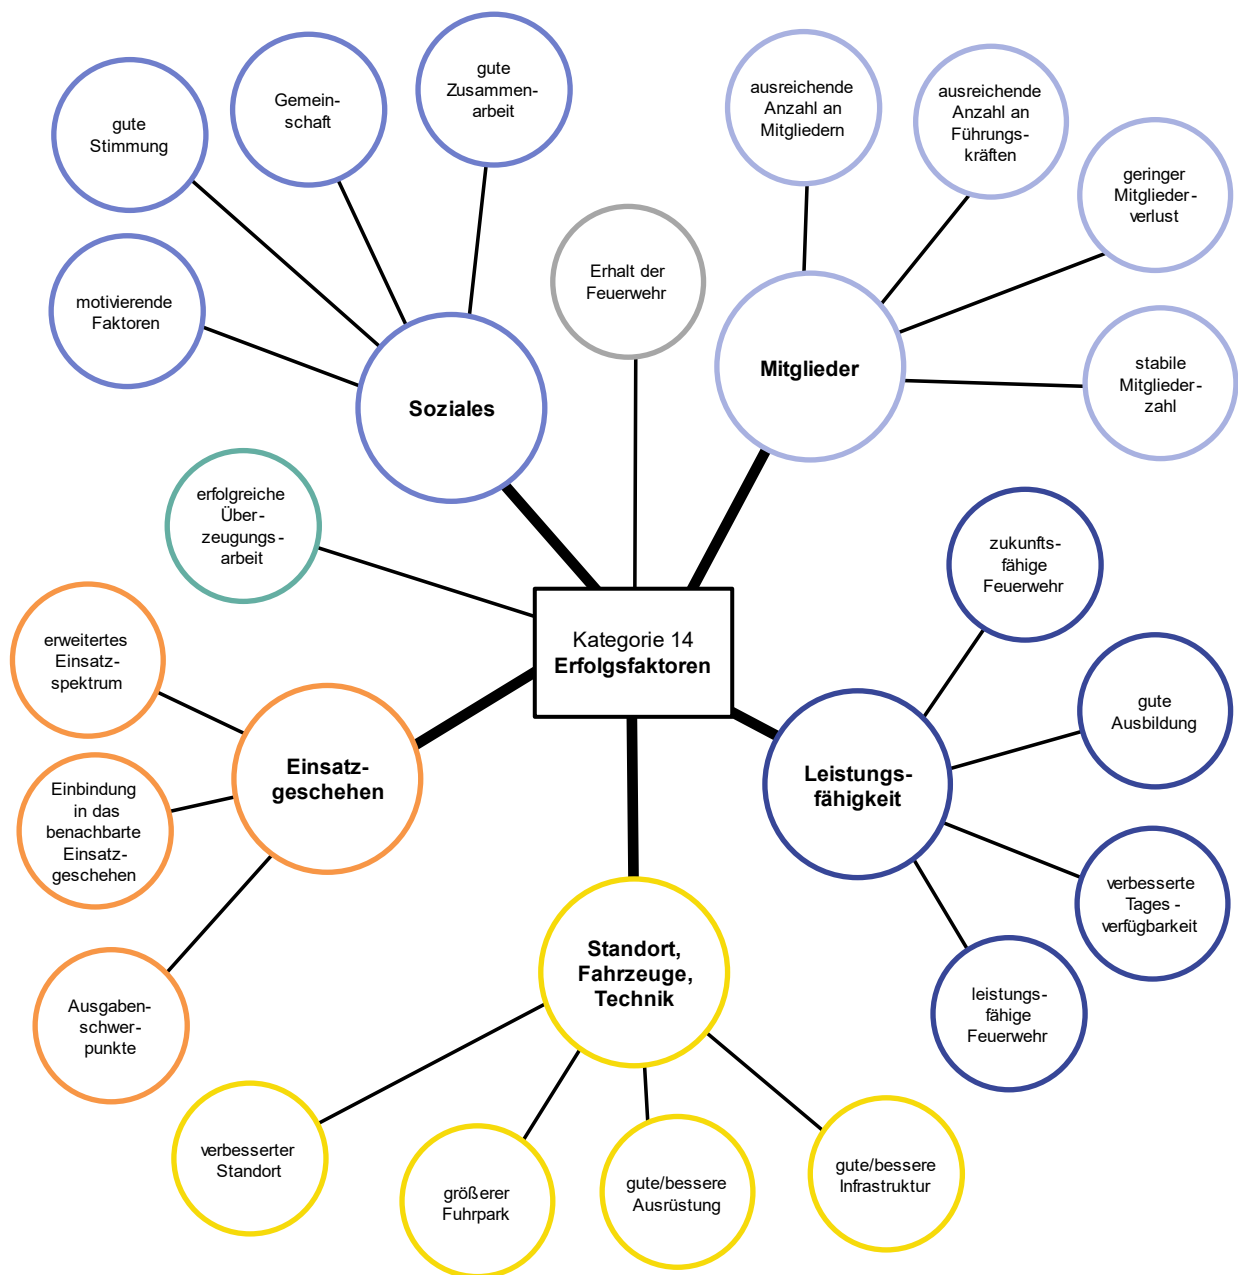 gute
Zusammen-
arbeit
Gemein-
schaft
gute
Stimmung
motivierende
Faktoren
Soziales
ausreichende
Anzahl an
Mitgliedern
ausreichende
Anzahl an
Führungs-
kräften
geringer
Mitglieder-
verlust
stabile
Mitglieder-
zahl
Mitglieder
Erhalt der
Feuerwehr
erfolgreiche
Über-
zeugungs-
arbeit
Kategorie 14
Erfolgsfaktoren
erweitertes
Einsatz-
spektrum
Einbindung
in das
benachbarte
Einsatz-
geschehen
Ausgaben-
schwer-
punkte
Einsatz-
geschehen
zukunfts-
fähige
Feuerwehr
gute
Ausbildung
verbesserte
Tages-
verfügbarkeit
leistungs-
fähige
Feuerwehr
Leistungs-
fähigkeit
Standort,
Fahrzeuge,
Technik
verbesserter
Standort
größerer
Fuhrpark
gute/bessere
Ausrüstung
gute/bessere
Infrastruktur